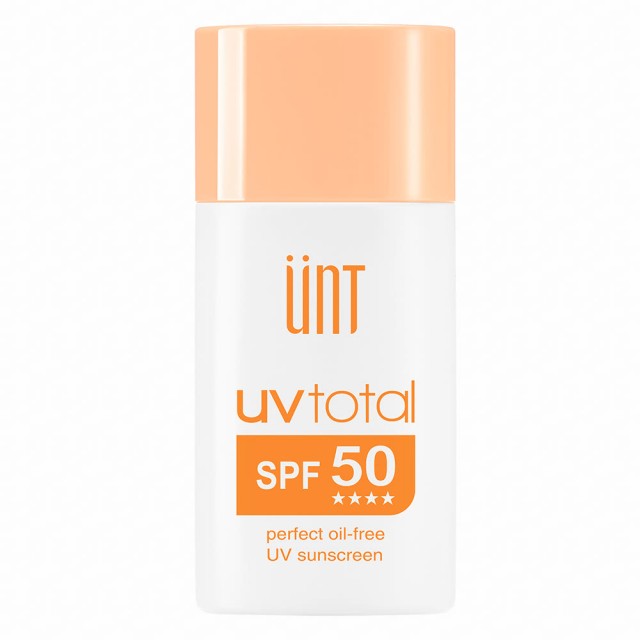 üNT
uvtotal
SPF 50
★★★★
perfect oil-free
UV sunscreen